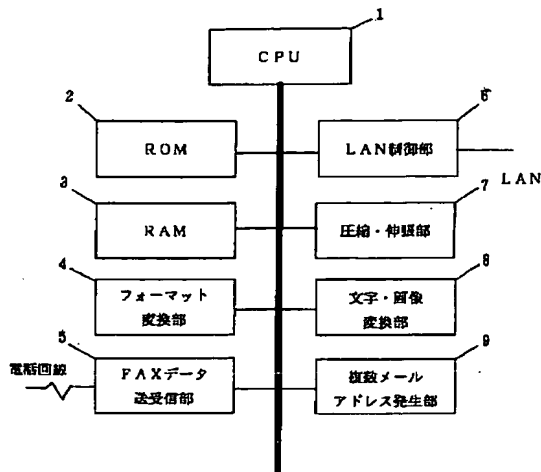 1
CPU
2
ROM
6
LAN制御部
LAN
3
RAM
7
圧縮・伸張部
4
フォーマット
変換部
8
文字・画像
変換部
5
電話回線
FAXデータ
送受信部
9
複数メール
アドレス発生部